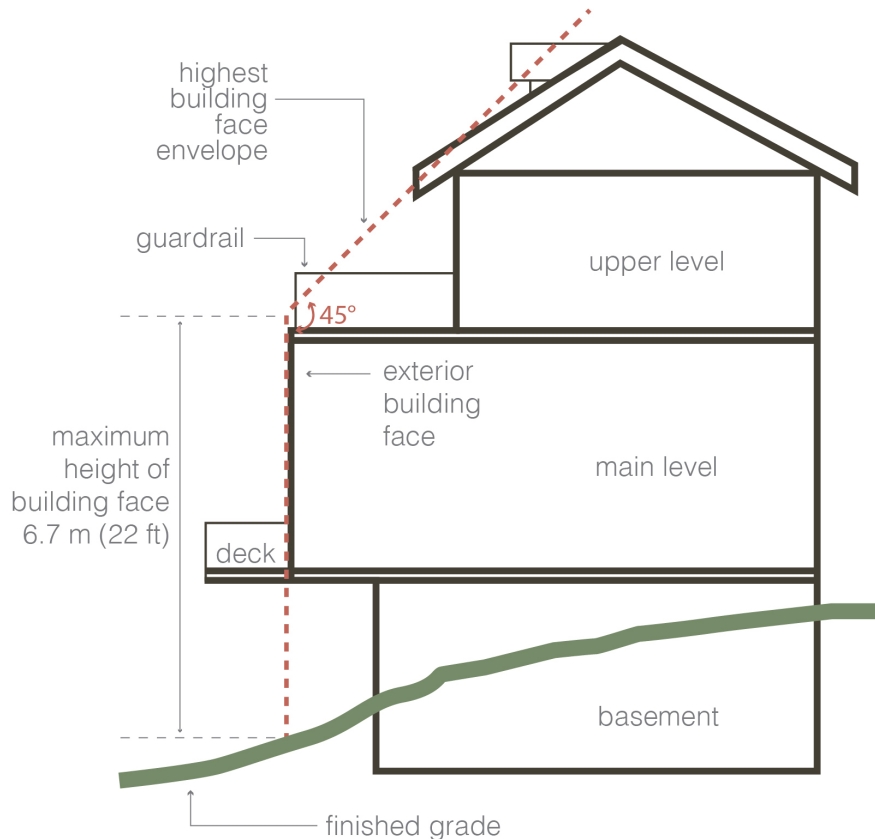 highest
building
face
envelope
guardrail
upper level
45°
exterior
building
face
maximum
height of
building face
6.7 m (22 ft)
main level
deck
basement
finished grade